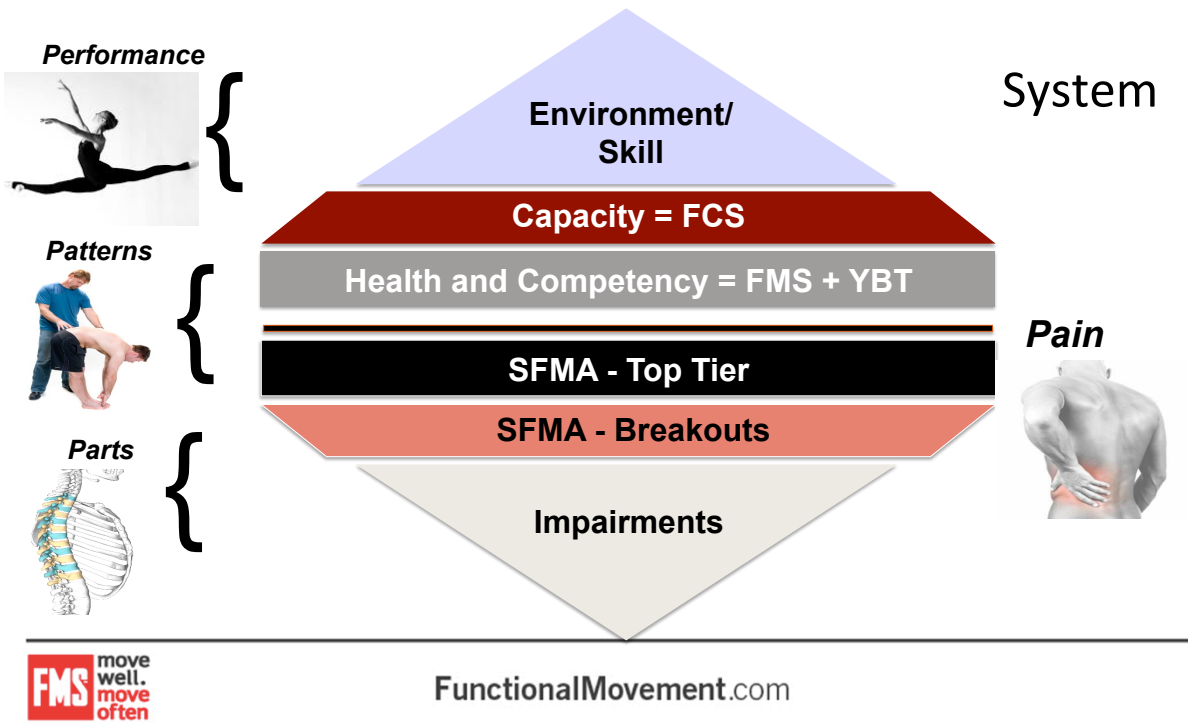 Performance
System
Environment/
Skill
Capacity = FCS
Patterns
Health and Competency = FMS + YBT
Pain
SFMA - Top Tier
SFMA - Breakouts
Parts
Impairments
FMS
move
well.
move
often
FunctionalMovement.com